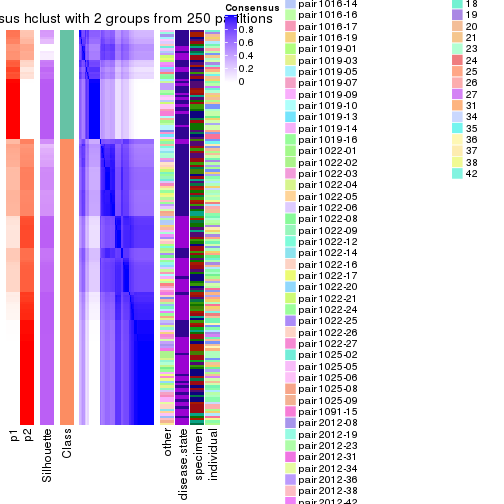 sus hclust with 2 groups from 250 partitions
Consensus
0.8
0.6
0.4
0.2
0
p1
p2
Silhouette
Class
other
disease.state
specimen
individual
pair1016-14
pair1016-16
pair1016-17
pair1016-19
pair1019-01
pair1019-03
pair1019-05
pair1019-07
pair1019-09
pair1019-10
pair1019-13
pair1019-14
pair1019-16
pair1022-01
pair1022-02
pair1022-03
pair1022-04
pair1022-05
pair1022-06
pair1022-08
pair1022-09
pair1022-12
pair1022-14
pair1022-16
pair1022-17
pair1022-20
pair1022-21
pair1022-24
pair1022-25
pair1022-26
pair1022-27
pair1025-02
pair1025-05
pair1025-06
pair1025-08
pair1025-09
pair1091-15
pair2012-08
pair2012-19
pair2012-23
pair2012-31
pair2012-34
pair2012-36
pair2012-38
pair2012-42
18
19
20
21
23
24
25
26
27
31
34
35
36
37
38
42